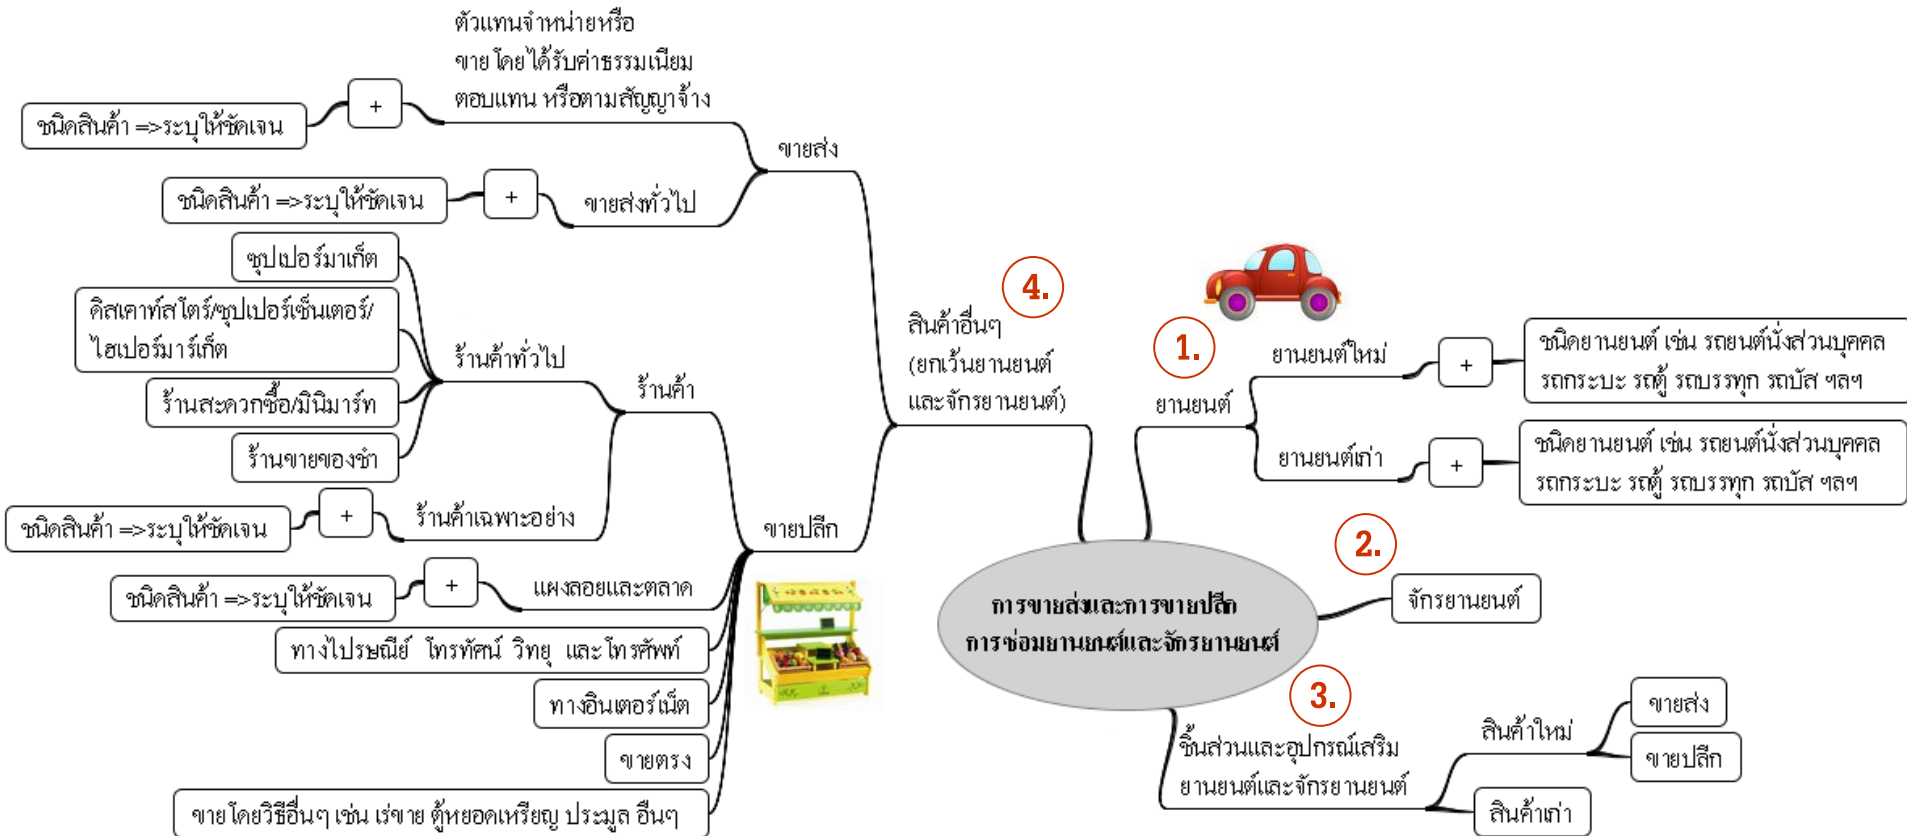 ตัวแทนจำหน่ายหรือ
ขายโดยได้รับค่าธรรมเนียม
ตอบแทน หรือตามสัญญาจ้าง
+
ชนิดสินค้า =>ระบุให้ชัดเจน
ขายส่ง
ชนิดสินค้า =>ระบุให้ชัดเจน
+
ขายส่งทั่วไป
ซุปเปอร์มาเก็ต
ดิสเคาท์สโตร์/ซุปเปอร์เซ็นเตอร์/
ไฮเปอร์มาร์เก็ต
ร้านสะดวกซื้อ/มินิมาร์ท
ร้านขายของชำ
ร้านค้าทั่วไป
ร้านค้า
ชนิดสินค้า =>ระบุให้ชัดเจน
+
ร้านค้าเฉพาะอย่าง
ขายปลีก
ชนิดสินค้า =>ระบุให้ชัดเจน
+
แผงลอยและตลาด
ทางไปรษณีย์ โทรทัศน์ วิทยุ และโทรศัพท์
ทางอินเตอร์เน็ต
ขายตรง
ขายโดยวิธีอื่นๆ เช่น เร่ขาย ตู้หยอดเหรียญ ประมูล อื่นๆ
4.
สินค้าอื่นๆ
(ยกเว้นยานยนต์
และจักรยานยนต์)
1.
ยานยนต์
ยานยนต์ใหม่
+
ชนิดยานยนต์ เช่น รถยนต์นั่งส่วนบุคคล
รถกระบะ รถตู้ รถบรรทุก รถบัส ฯลฯ
ยานยนต์เก่า
+
ชนิดยานยนต์ เช่น รถยนต์นั่งส่วนบุคคล
รถกระบะ รถตู้ รถบรรทุก รถบัส ฯลฯ
การขายส่งและการขายปลีก
การซ่อมยานยนต์และจักรยานยนต์
2.
จักรยานยนต์
3.
ชิ้นส่วนและอุปกรณ์เสริม
ยานยนต์และจักรยานยนต์
สินค้าใหม่
ขายส่ง
ขายปลีก
สินค้าเก่า